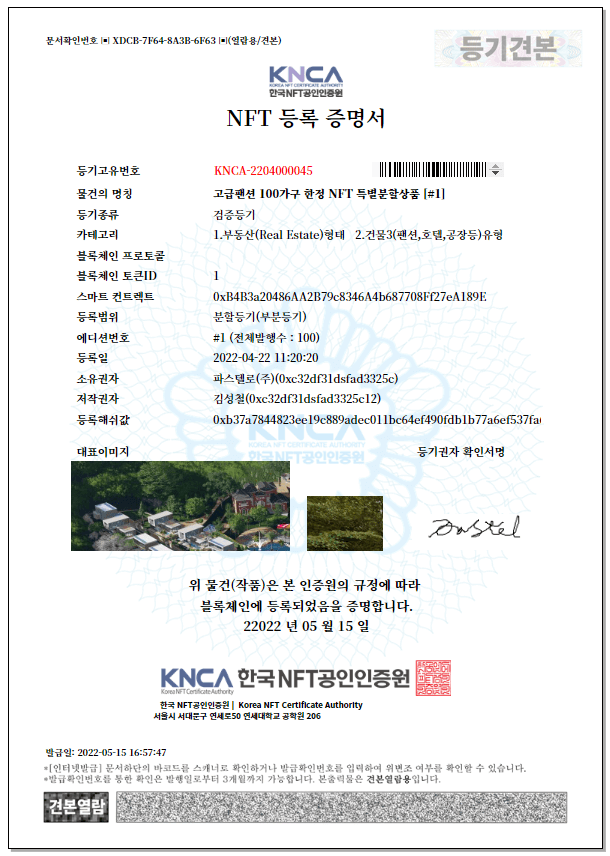 문서확인번호 |▪| XDCB-7F64-8A3B-6F63 |▪|(열람용/견본)
등기견본
KNCA
KOREA NFT CERTIFICATE AUTHORITY
한국NFT공인인증원
NFT 등록 증명서
등기고유번호 KNCA-2204000045
물건의 명칭 고급팬션 100가구 한정 NFT 특별분할상품 [#1]
등기종류 검증등기
카테고리 1.부동산(Real Estate)형태 2.건물3(팬션,호텔,공장등)유형
블록체인 프로토콜
블록체인 토큰ID 1
스마트 컨트렉트 0xB4B3a20486AA2B79c8346A4b687708Ff27eA189E
등록범위 분할등기(부분등기)
에디션번호 #1 (전체발행수 : 100)
등록일 2022-04-22 11:20:20
소유권자 파스텔로(주)(0xc32df31dsfad3325c)
저작권자 김성철(0xc32df31dsfad3325c12)
등록해쉬값 0xb37a7844823ee19c889adec011bc64ef490fdb1b77a6ef537fa
KNCA
KOREA NFT CERTIFICATE AUTHORITY
한국NFT공인인증원
대표이미지 등기권자 확인서명
위 물건(작품)은 본 인증원의 규정에 따라
블록체인에 등록되었음을 증명합니다.
22022 년 05 월 15 일
KNCA 한국NFT공인인증원
Korea NFT Certificate Authority
한국 NFT공인인증원 | Korea NFT Certificate Authority
서울시 서대문구 연세로50 연세대학교 공학원 206
발급일: 2022-05-15 16:57:47
*[인터넷발급] 문서하단의 바코드를 스캐너로 확인하거나 발급확인번호를 입력하여 위변조 여부를 확인할 수 있습니다.
*발급확인번호를 통한 확인은 발행일로부터 3개월까지 가능합니다. 본출력물은 견본열람용입니다.
견본열람